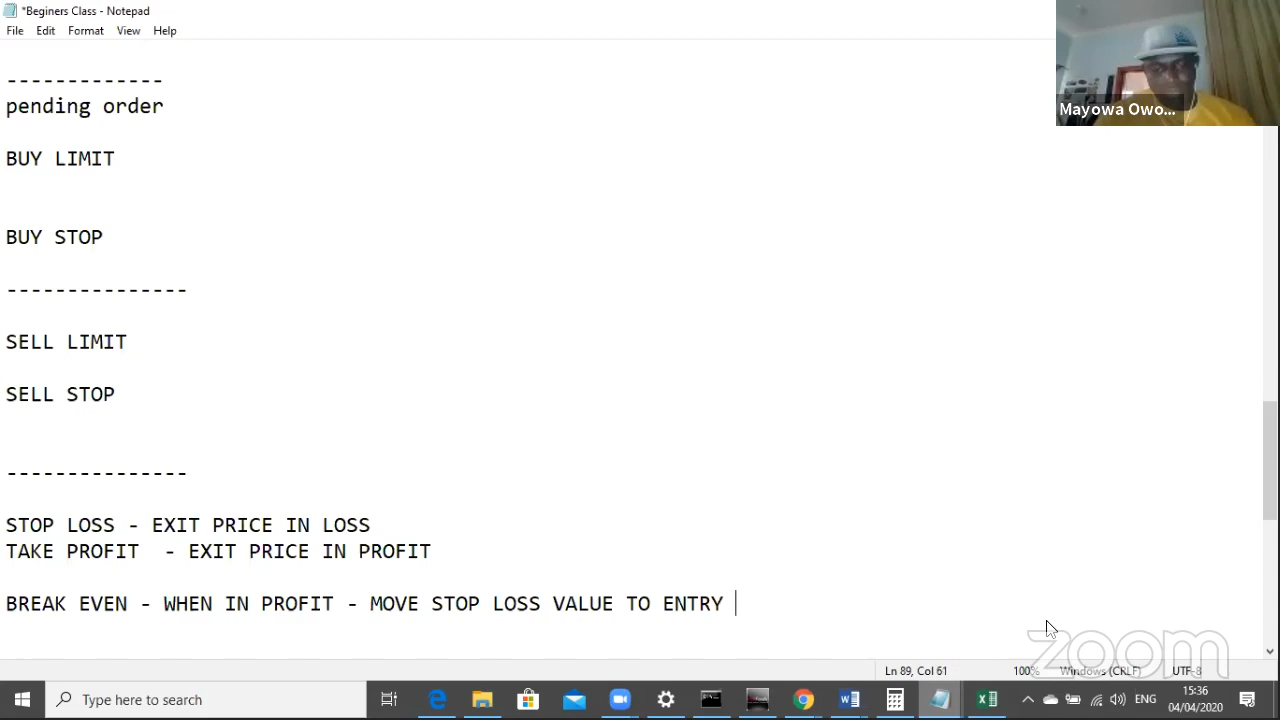 *Beginers Class - Notepad
File Edit Format View Help
-------------
pending order
BUY LIMIT
BUY STOP
---------------
SELL LIMIT
SELL STOP
---------------
STOP LOSS - EXIT PRICE IN LOSS
TAKE PROFIT  - EXIT PRICE IN PROFIT
BREAK EVEN - WHEN IN PROFIT - MOVE STOP LOSS VALUE TO ENTRY
Mayowa Owo...
zoom
Ln 89, Col 61 100% Windows (CRLF) UTF-8
Type here to search
ENG
15:36
04/04/2020